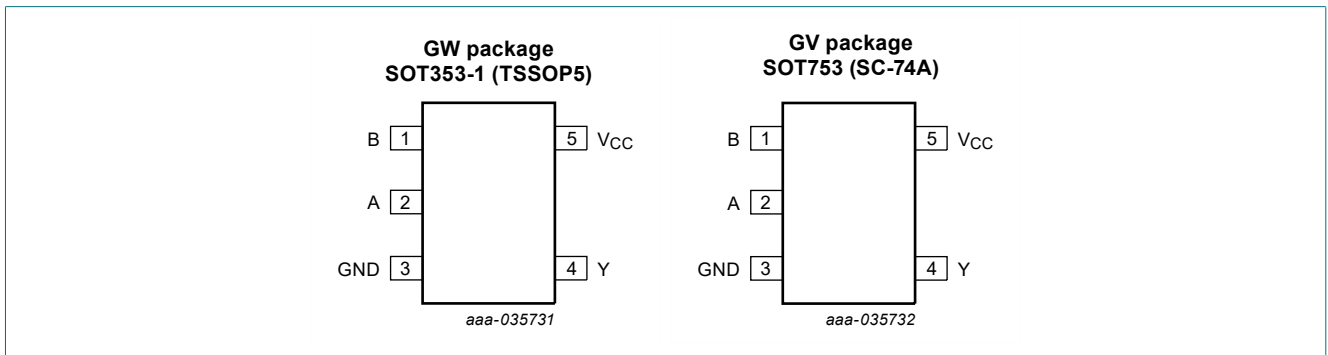 GW package
SOT353-1 (TSSOP5)
B 1
5 VCC
A 2
GND 3
4 Y
aaa-035731
GV package
SOT753 (SC-74A)
B 1
5 VCC
A 2
GND 3
4 Y
aaa-035732